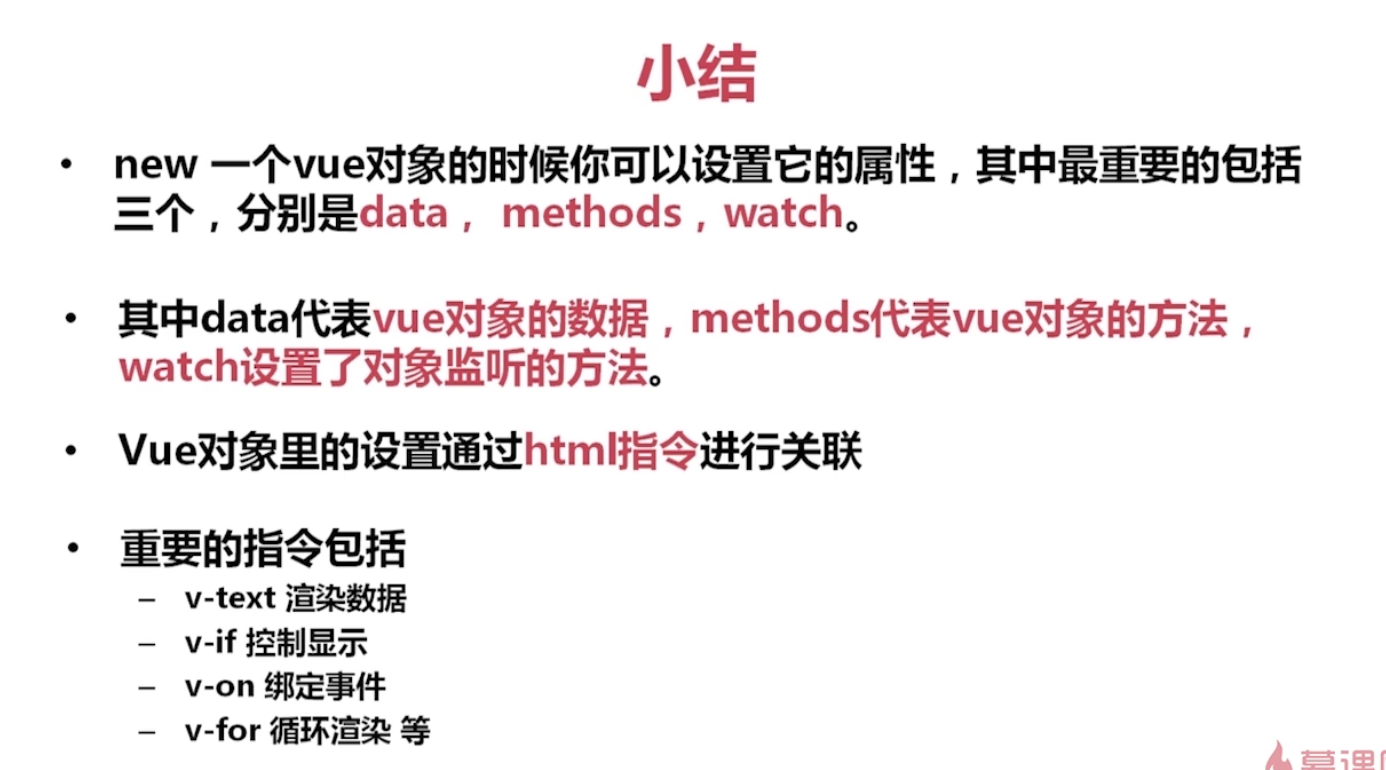 小结
• new 一个vue对象的时候你可以设置它的属性，其中最重要的包括
三个，分别是data， methods，watch。
• 其中data代表vue对象的数据，methods代表vue对象的方法，
watch设置了对象监听的方法。
• Vue对象里的设置通过html指令进行关联
• 重要的指令包括
– v-text 渲染数据
– v-if 控制显示
– v-on 绑定事件
– v-for 循环渲染 等
慕课